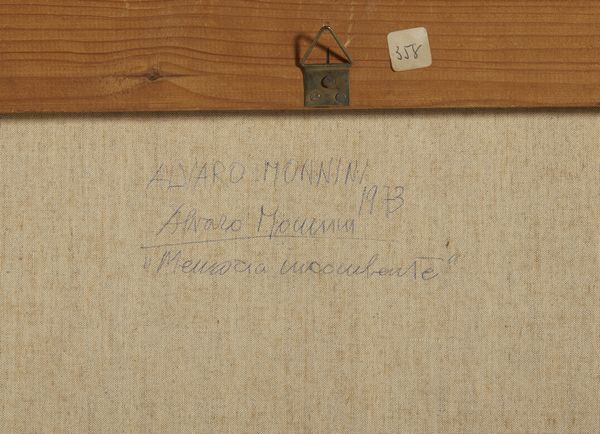 358
ALVARO MONNINI
1973
Alvaro Monnini
"Memoria incombente"